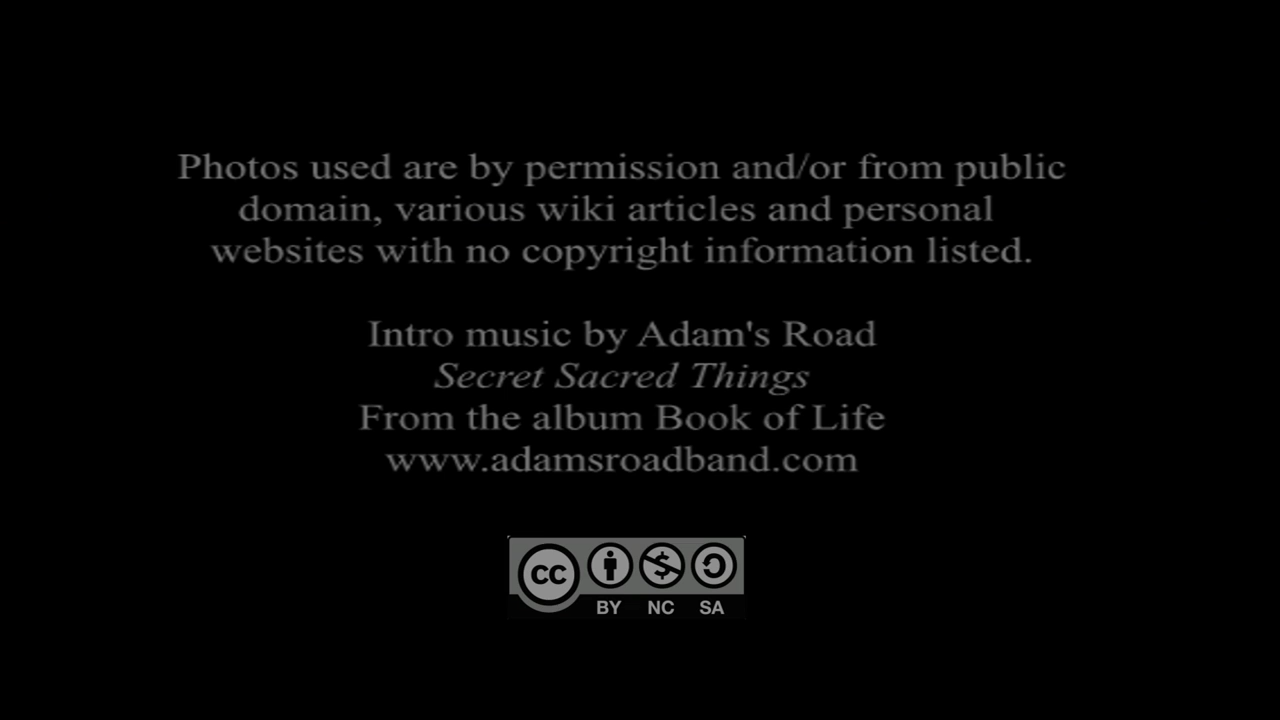 Photos used are by permission and/or from public
domain, various wiki articles and personal
websites with no copyright information listed.
Intro music by Adam's Road
Secret Sacred Things
From the album Book of Life
www.adamsroadband.com
CC
BY NC SA